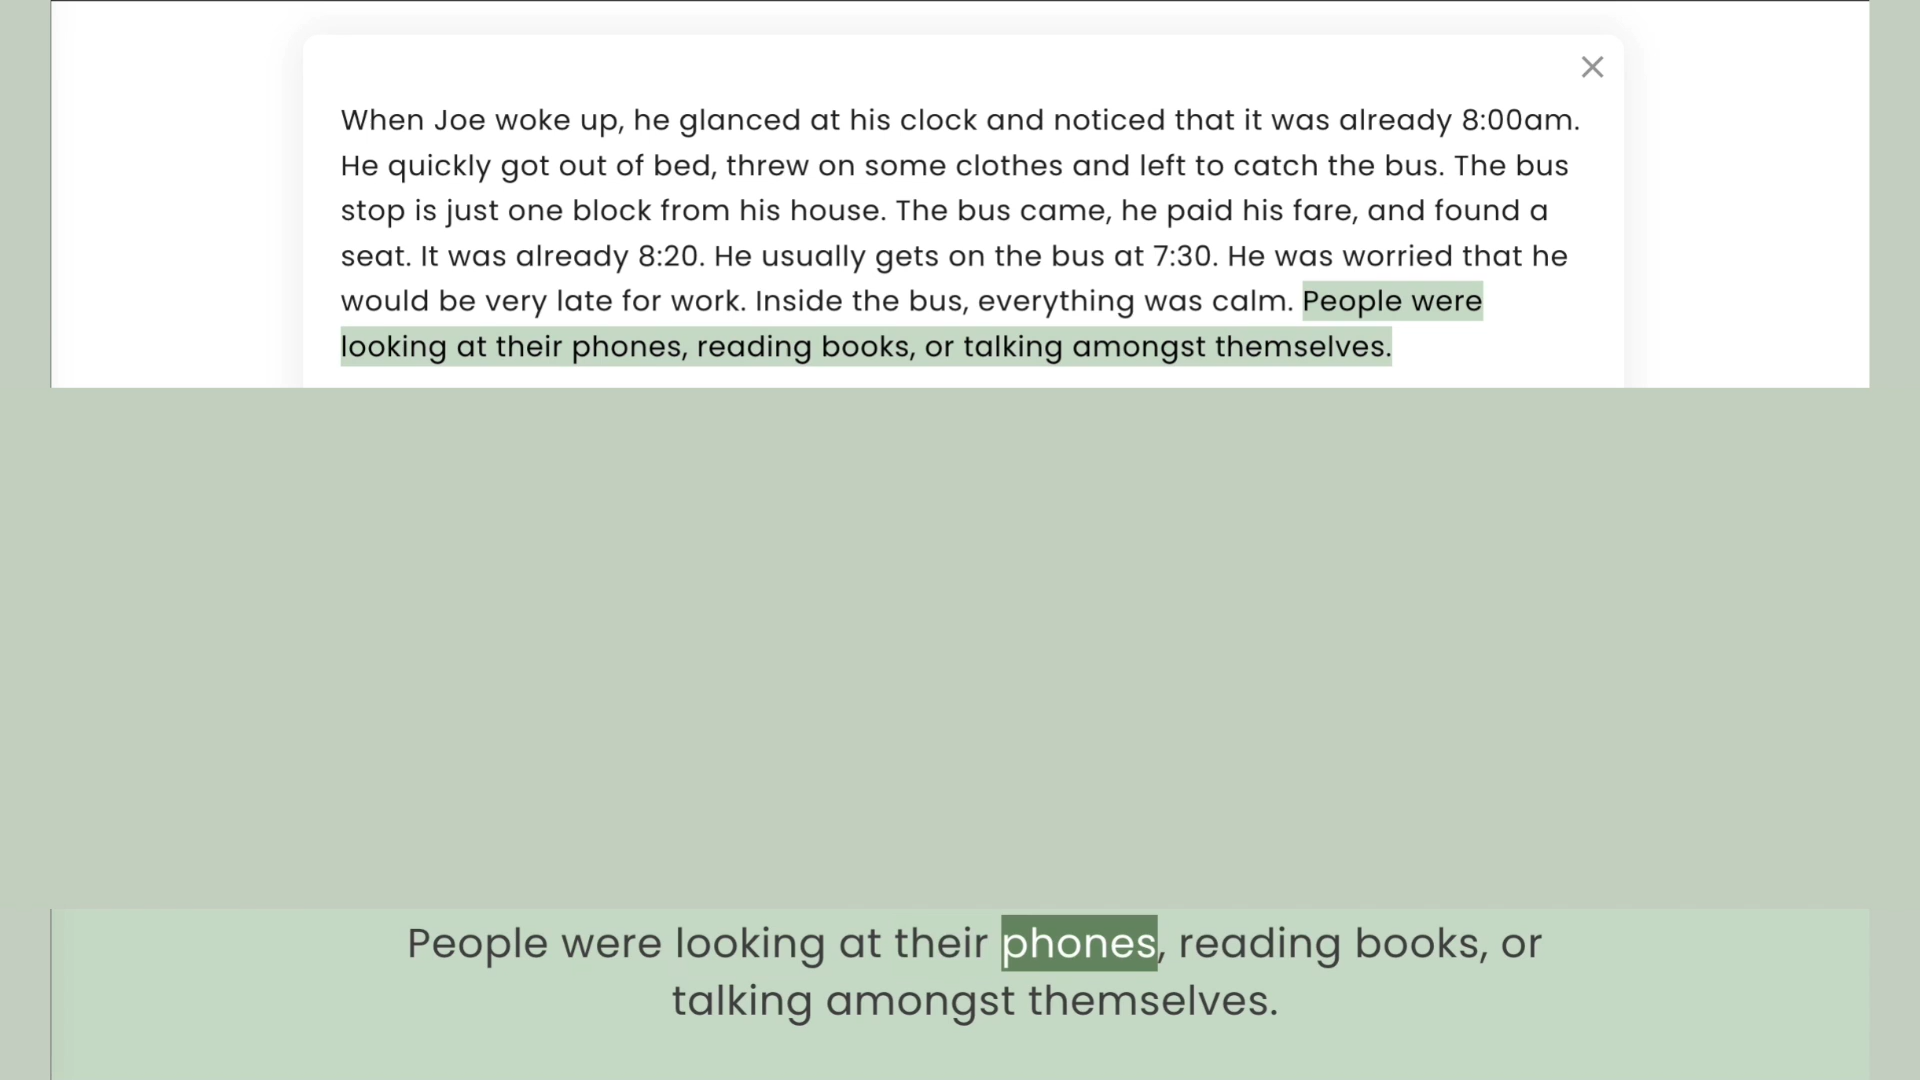 When Joe woke up, he glanced at his clock and noticed that it was already 8:00am.
He quickly got out of bed, threw on some clothes and left to catch the bus. The bus
stop is just one block from his house. The bus came, he paid his fare, and found a
seat. It was already 8:20. He usually gets on the bus at 7:30. He was worried that he
would be very late for work. Inside the bus, everything was calm. People were
looking at their phones, reading books, or talking amongst themselves.
People were looking at their phones, reading books, or
talking amongst themselves.